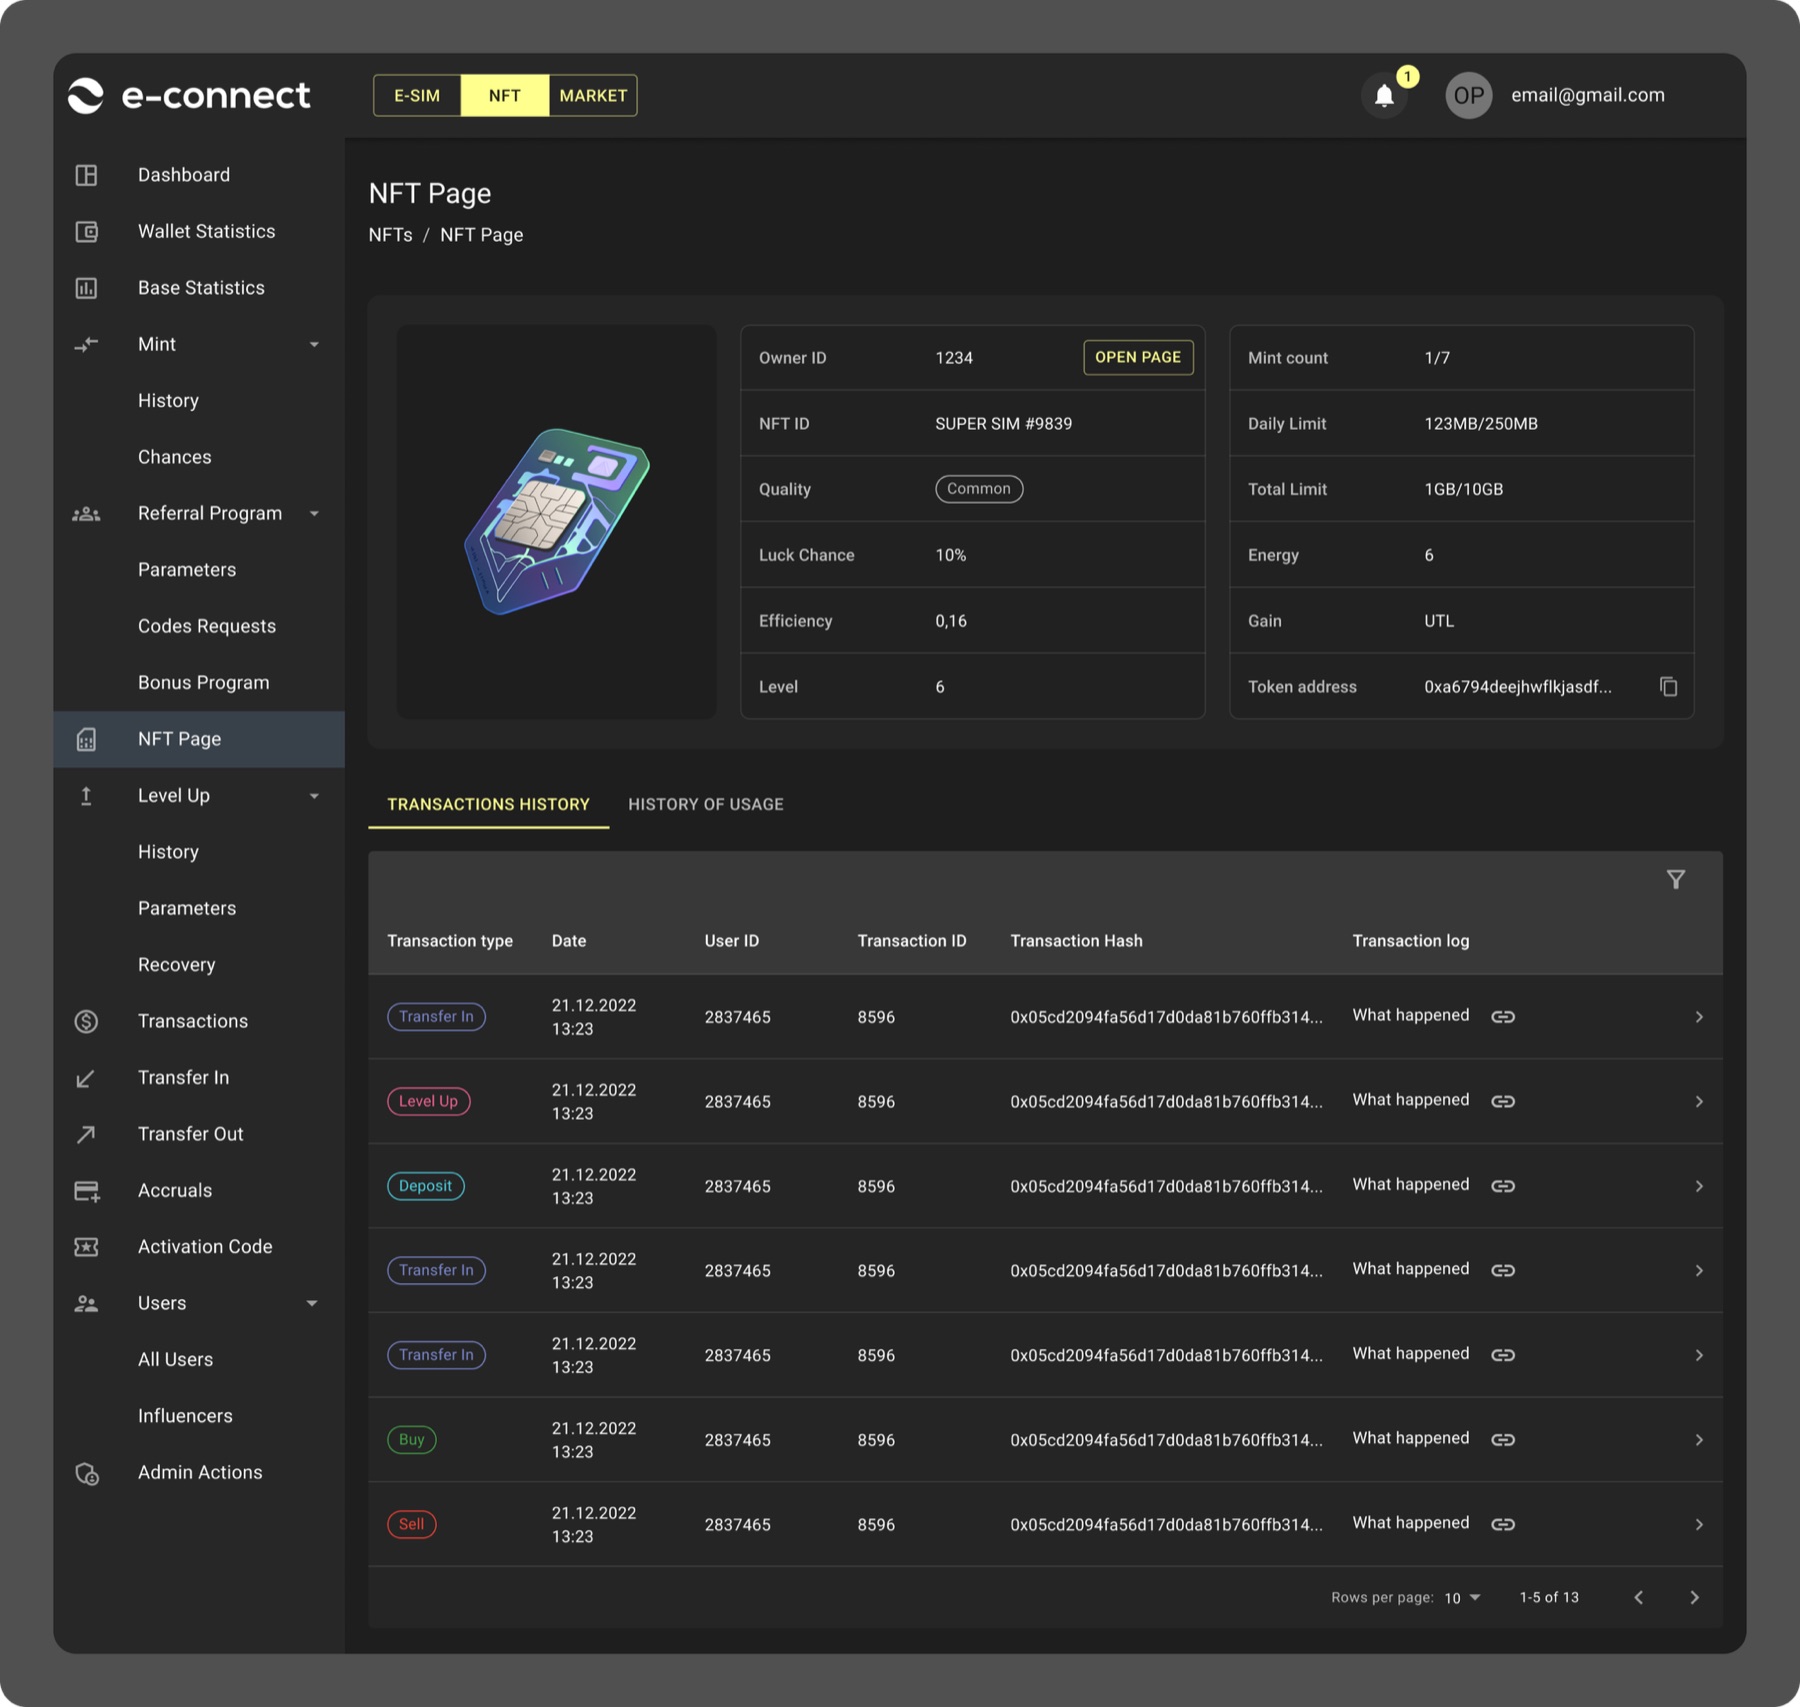 e-connect
E-SIM NFT MARKET
1
OP email@gmail.com
Dashboard
Wallet Statistics
Base Statistics
Mint
History
Chances
Referral Program
Parameters
Codes Requests
Bonus Program
NFT Page
Level Up
History
Parameters
Recovery
Transactions
Transfer In
Transfer Out
Accruals
Activation Code
Users
All Users
Influencers
Admin Actions
NFT Page
NFTs / NFT Page
Owner ID 1234 OPEN PAGE
NFT ID SUPER SIM #9839
Quality Common
Luck Chance 10%
Efficiency 0,16
Level 6
Mint count 1/7
Daily Limit 123MB/250MB
Total Limit 1GB/10GB
Energy 6
Gain UTL
Token address 0xa6794deejhwflkjasdf...
TRANSACTIONS HISTORY HISTORY OF USAGE
Transaction type Date User ID Transaction ID Transaction Hash Transaction log
Transfer In 21.12.2022 13:23 2837465 8596 0x05cd2094fa56d17d0da81b760ffb314... What happened
Level Up 21.12.2022 13:23 2837465 8596 0x05cd2094fa56d17d0da81b760ffb314... What happened
Deposit 21.12.2022 13:23 2837465 8596 0x05cd2094fa56d17d0da81b760ffb314... What happened
Transfer In 21.12.2022 13:23 2837465 8596 0x05cd2094fa56d17d0da81b760ffb314... What happened
Transfer In 21.12.2022 13:23 2837465 8596 0x05cd2094fa56d17d0da81b760ffb314... What happened
Buy 21.12.2022 13:23 2837465 8596 0x05cd2094fa56d17d0da81b760ffb314... What happened
Sell 21.12.2022 13:23 2837465 8596 0x05cd2094fa56d17d0da81b760ffb314... What happened
Rows per page: 10 1-5 of 13